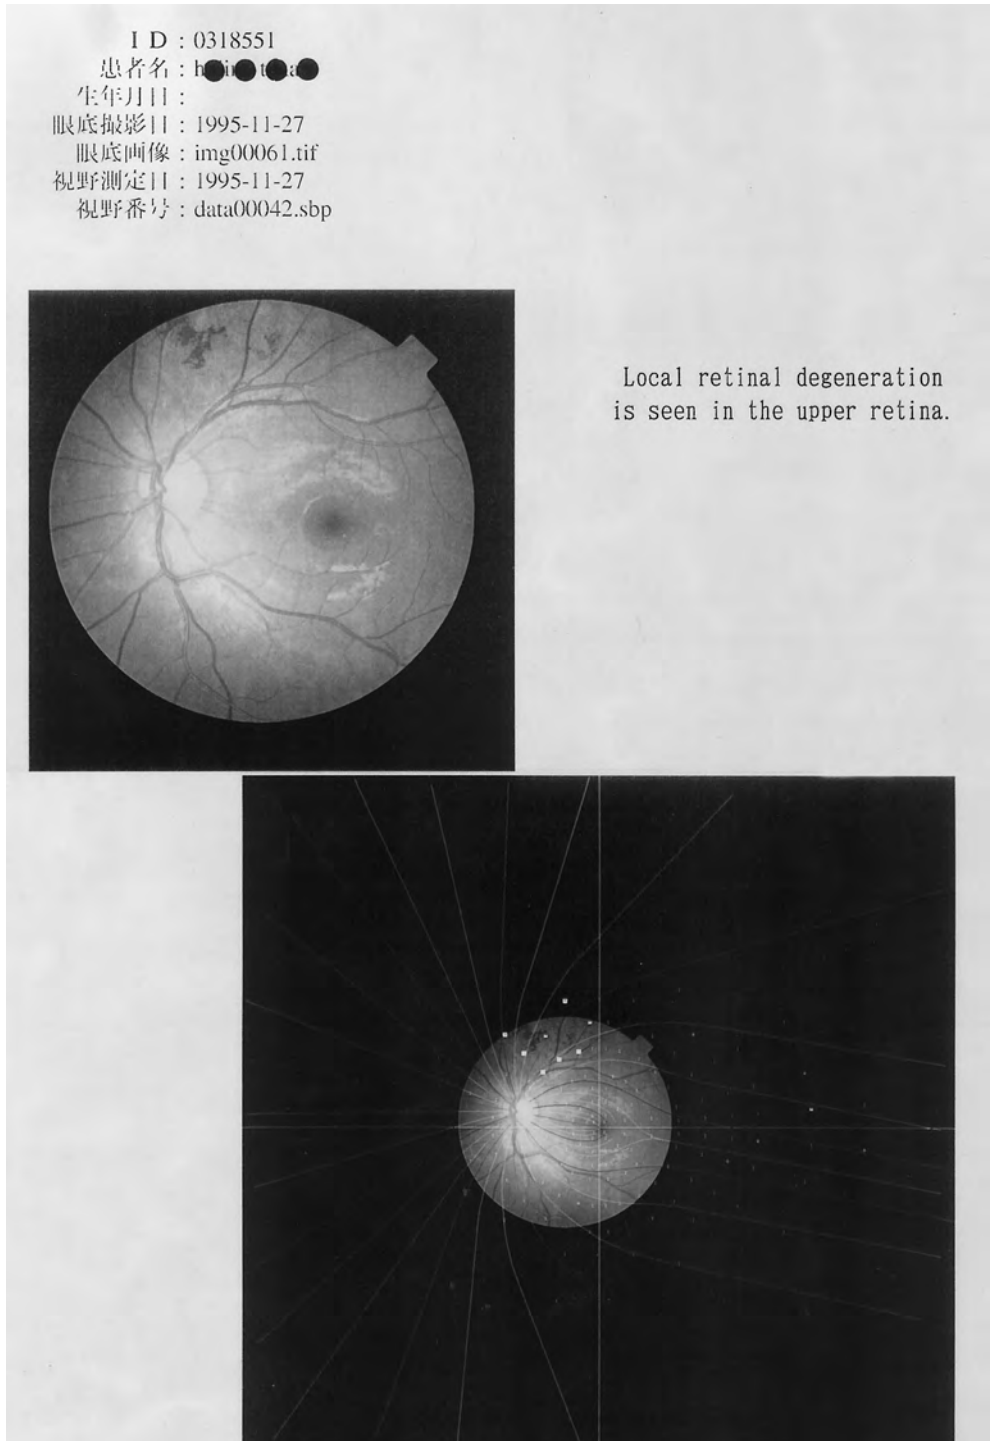 ID : 0318551
患者名 :
生年月日 :
眼底撮影日 : 1995-11-27
眼底画像 : img00061.tif
視野測定日 : 1995-11-27
視野番号 : data00042.sbp
Local retinal degeneration
is seen in the upper retina.